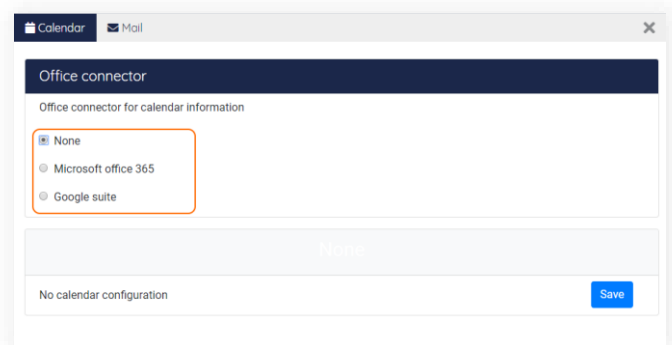 Calendar Mail
Office connector
Office connector for calendar information
None
Microsoft office 365
Google suite
None
No calendar configuration Save